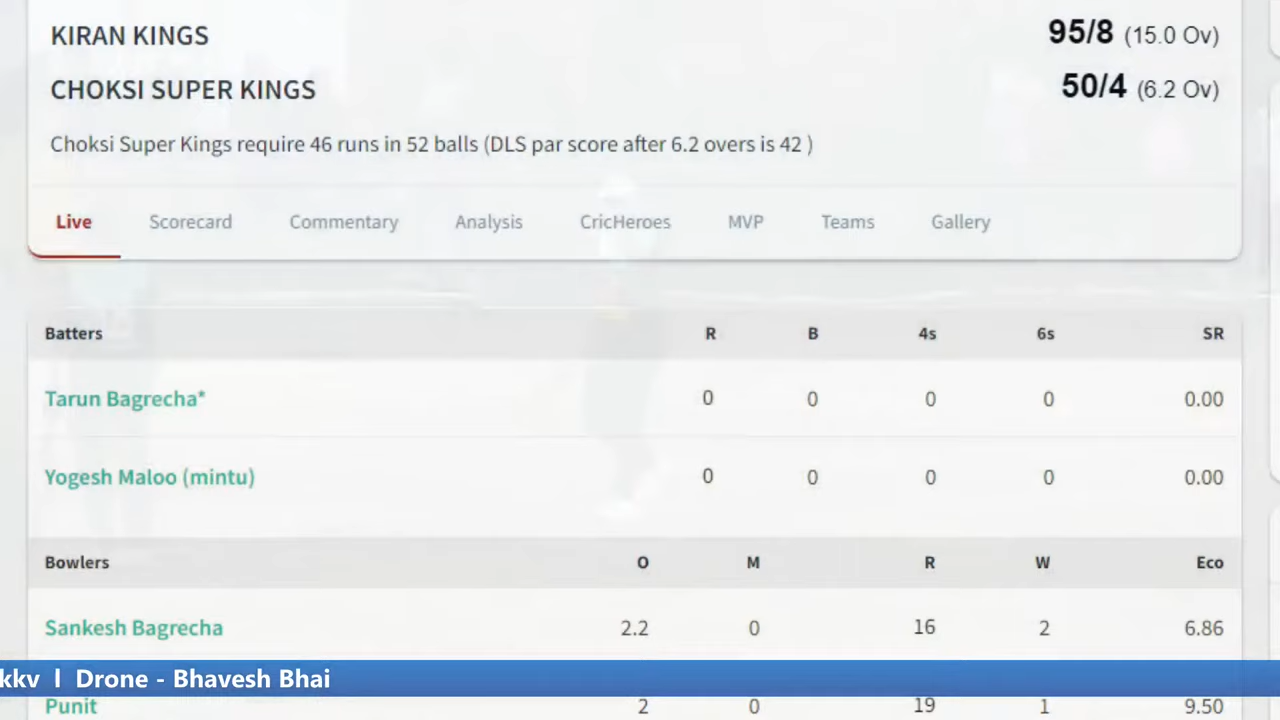 KIRAN KINGS 95/8 (15.0 Ov)
CHOKSI SUPER KINGS 50/4 (6.2 Ov)
Choksi Super Kings require 46 runs in 52 balls (DLS par score after 6.2 overs is 42 )
Live Scorecard Commentary Analysis CricHeroes MVP Teams Gallery
Batters R B 4s 6s SR
Tarun Bagrecha* 0 0 0 0 0.00
Yogesh Maloo (mintu) 0 0 0 0 0.00
Bowlers O M R W Eco
Sankesh Bagrecha 2.2 0 16 2 6.86
kkv l Drone - Bhavesh Bhai
Punit 2 0 19 1 9.50